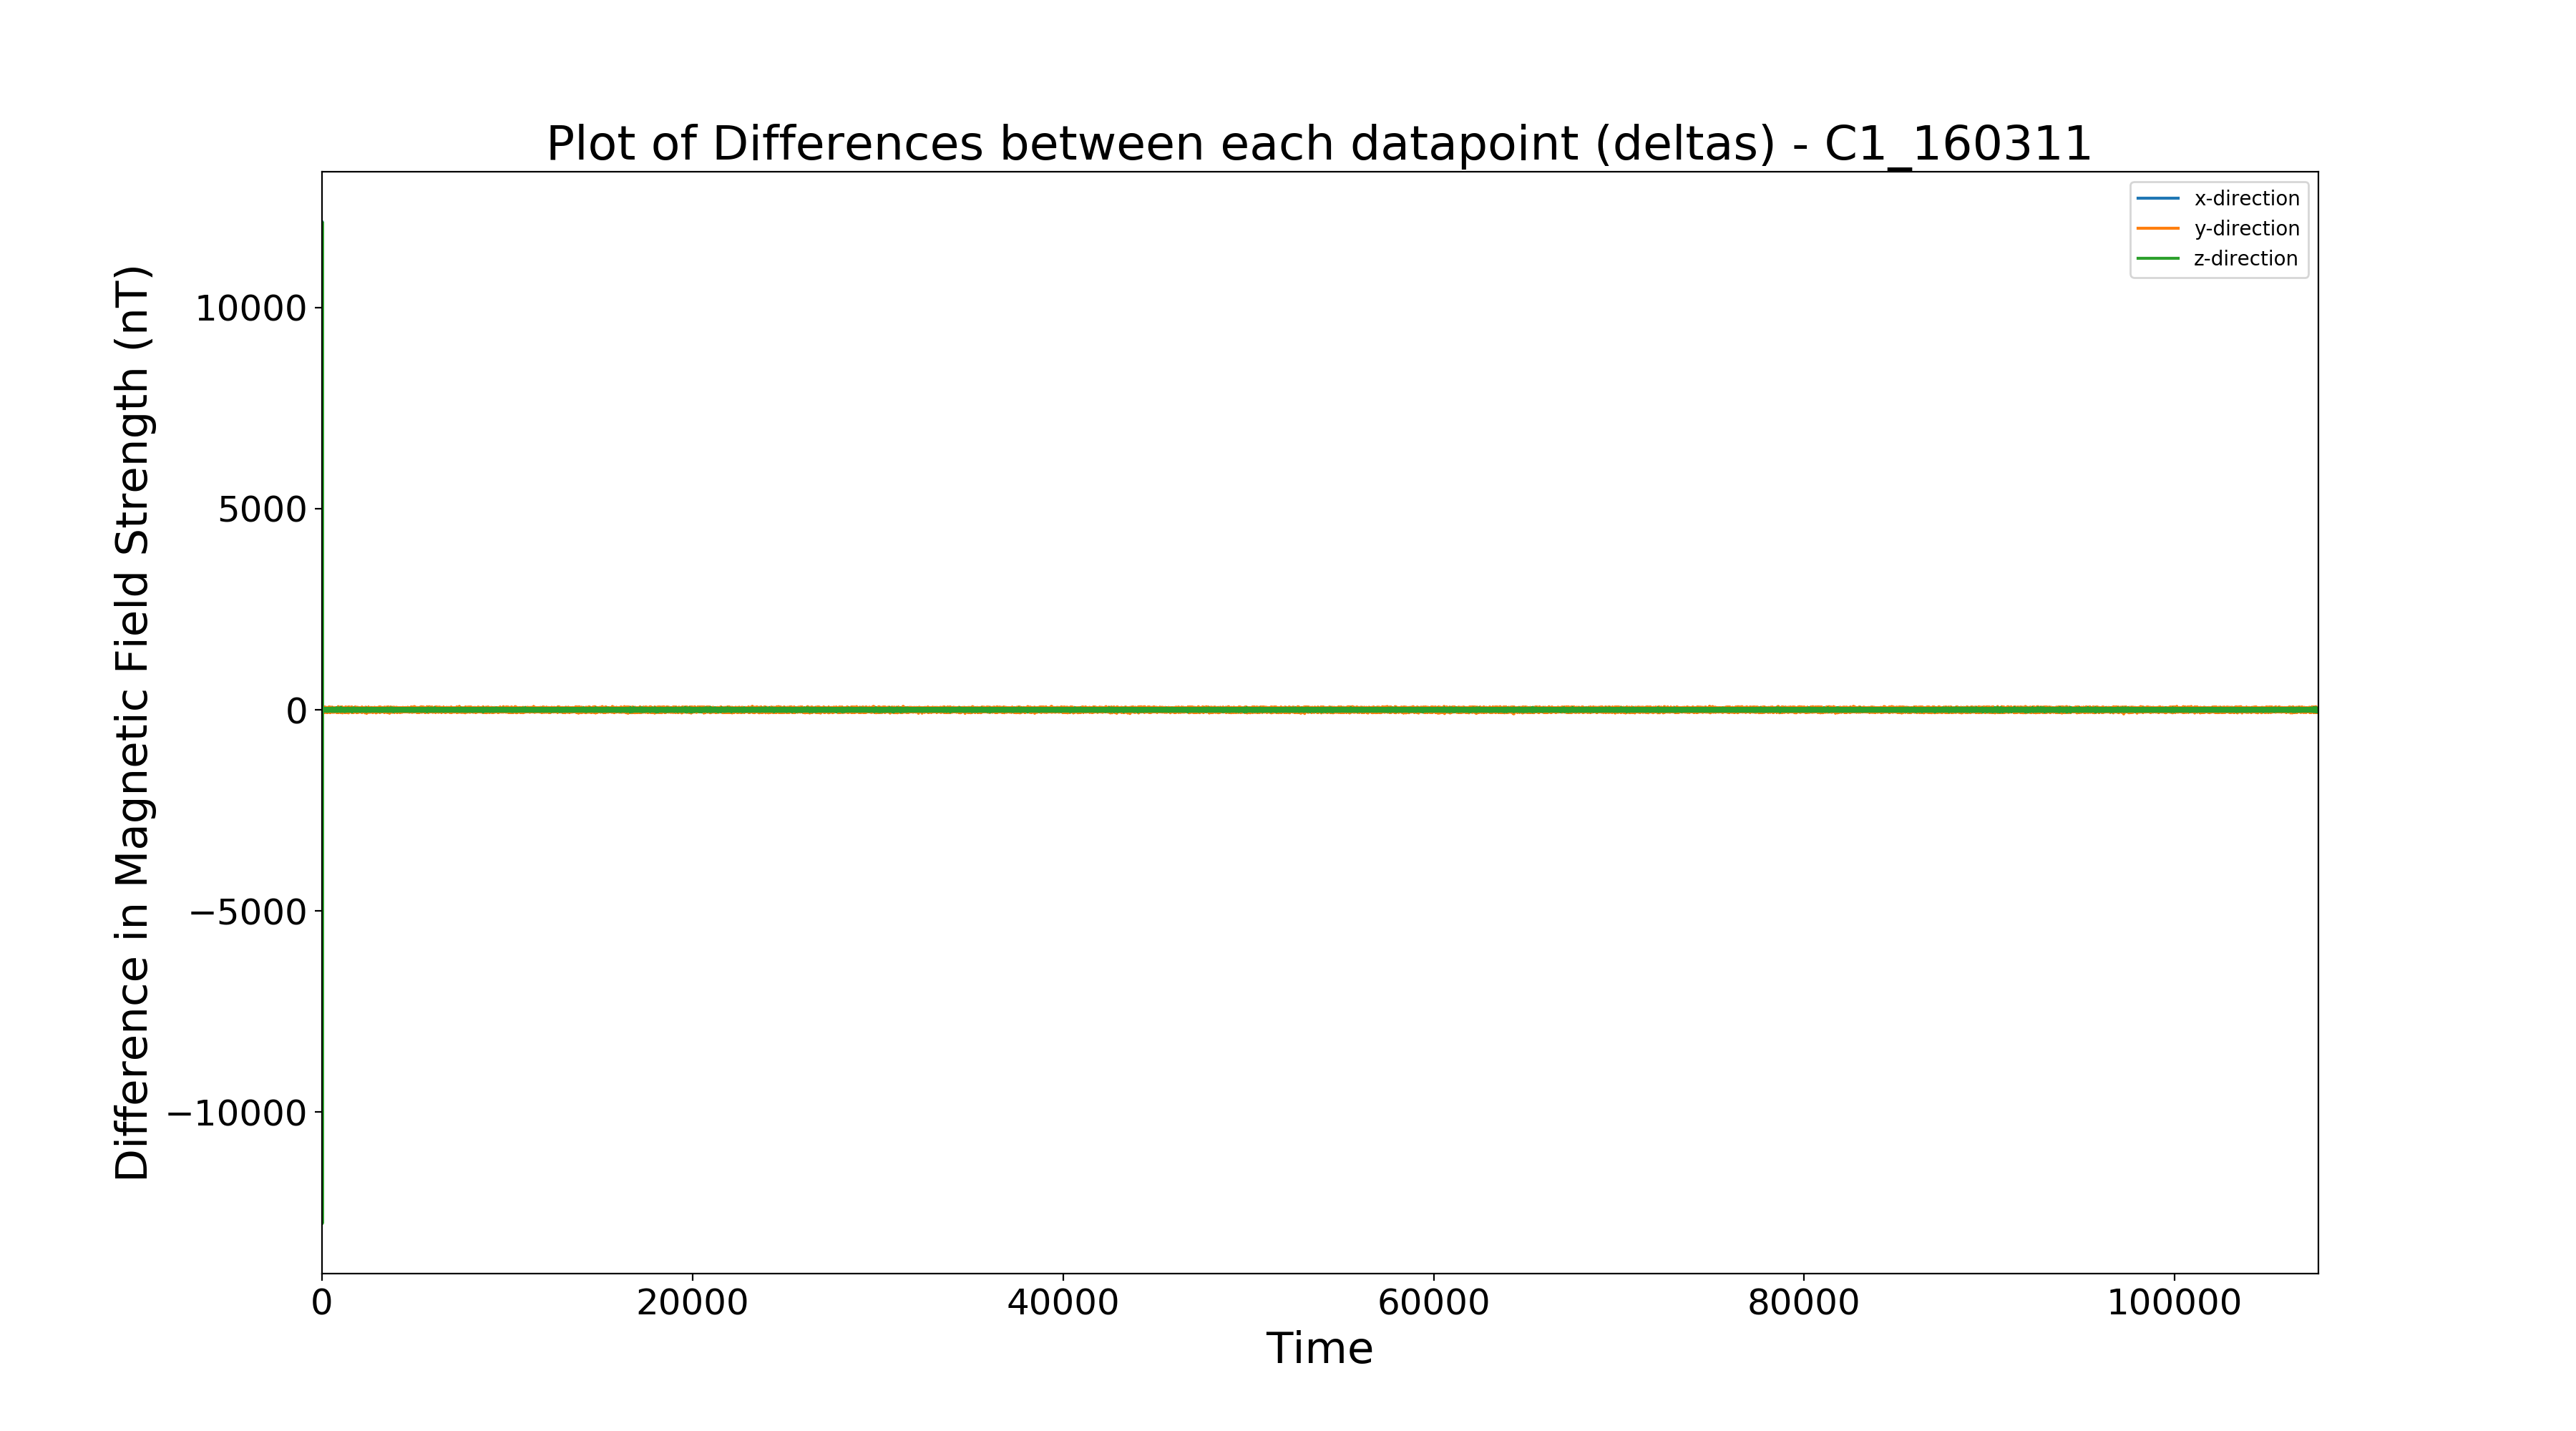 Plot of Differences between each datapoint (deltas) - C1_160311
x-direction
y-direction
z-direction
Difference in Magnetic Field Strength (nT)
10000
5000
0
−5000
−10000
0 20000 40000 60000 80000 100000
Time